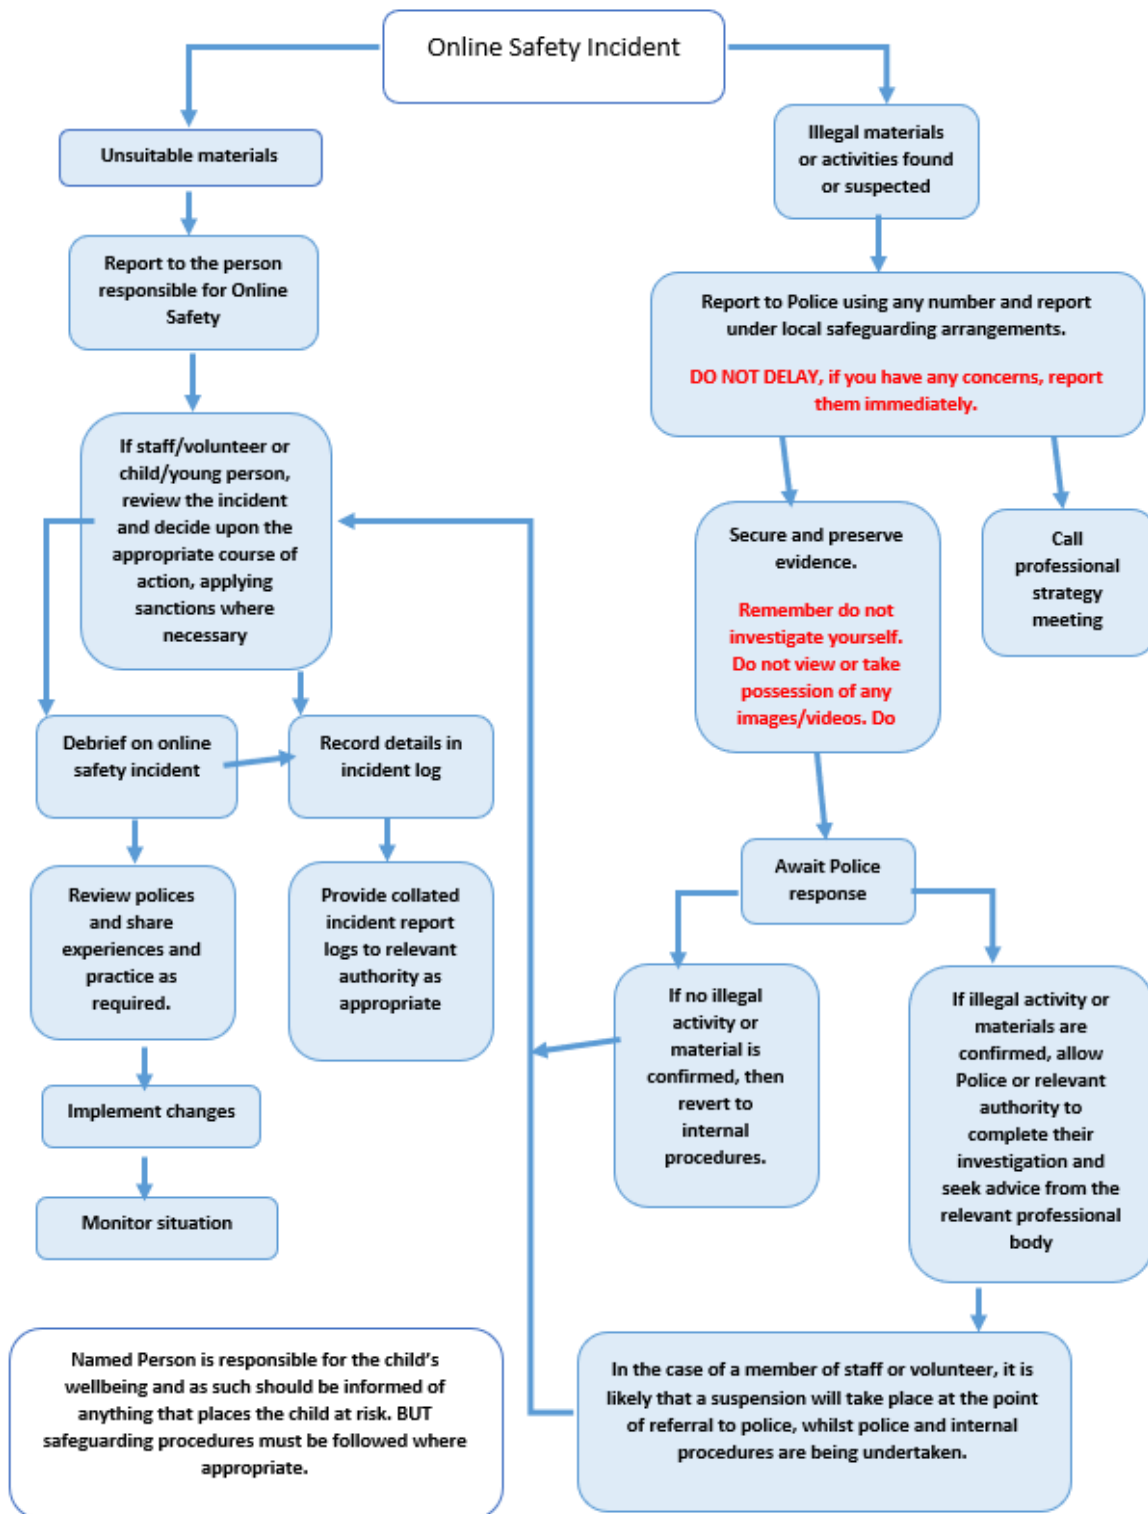 Online Safety Incident
Unsuitable materials
Report to the person
responsible for Online
Safety
If staff/volunteer or
child/young person,
review the incident
and decide upon the
appropriate course of
action, applying
sanctions where
necessary
Debrief on online
safety incident
Record details in
incident log
Review polices
and share
experiences and
practice as
required.
Provide collated
incident report
logs to relevant
authority as
appropriate
Implement changes
Monitor situation
Illegal materials
or activities found
or suspected
Report to Police using any number and report
under local safeguarding arrangements.
DO NOT DELAY, if you have any concerns, report
them immediately.
Secure and preserve
evidence.
Remember do not
investigate yourself.
Do not view or take
possession of any
images/videos. Do
Call
professional
strategy
meeting
Await Police
response
If no illegal
activity or
material is
confirmed, then
revert to
internal
procedures.
If illegal activity or
materials are
confirmed, allow
Police or relevant
authority to
complete their
investigation and
seek advice from the
relevant professional
body
In the case of a member of staff or volunteer, it is
likely that a suspension will take place at the point
of referral to police, whilst police and internal
procedures are being undertaken.
Named Person is responsible for the child’s
wellbeing and as such should be informed of
anything that places the child at risk. BUT
safeguarding procedures must be followed where
appropriate.